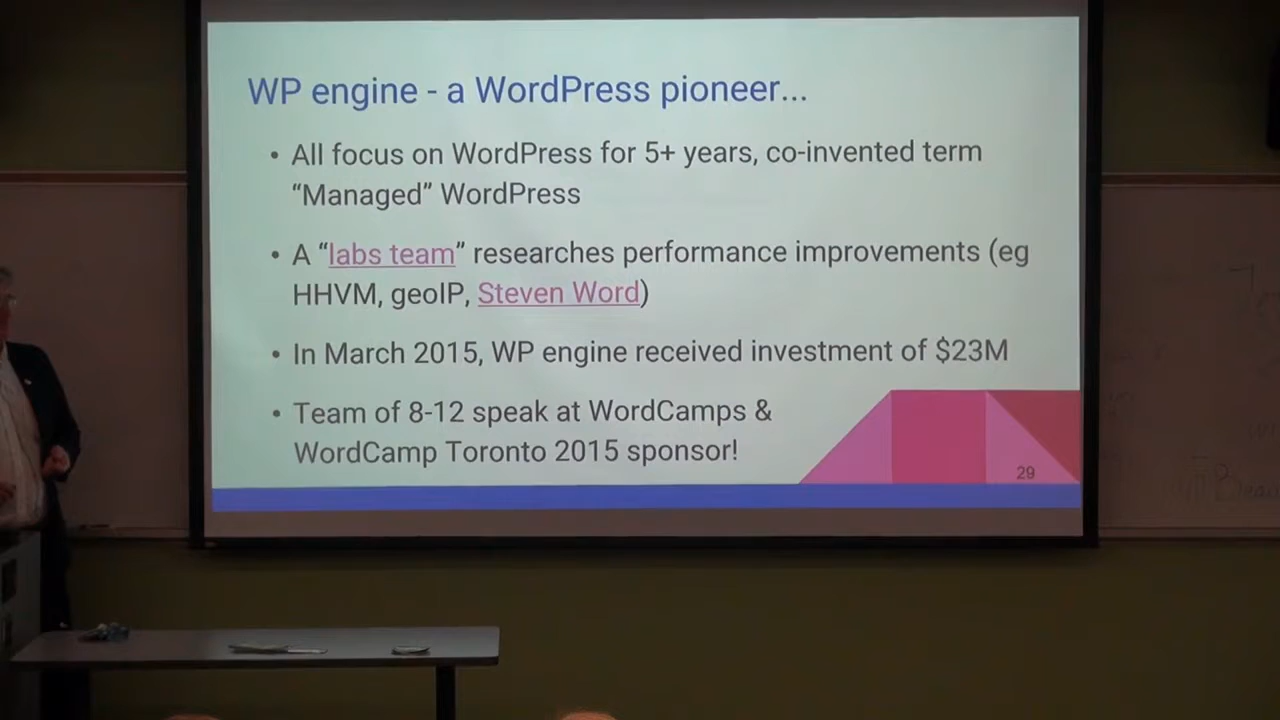 WP engine - a WordPress pioneer...
• All focus on WordPress for 5+ years, co-invented term
“Managed” WordPress
• A “labs team” researches performance improvements (eg
HHVM, geoIP, Steven Word)
• In March 2015, WP engine received investment of $23M
• Team of 8-12 speak at WordCamps &
WordCamp Toronto 2015 sponsor!
29